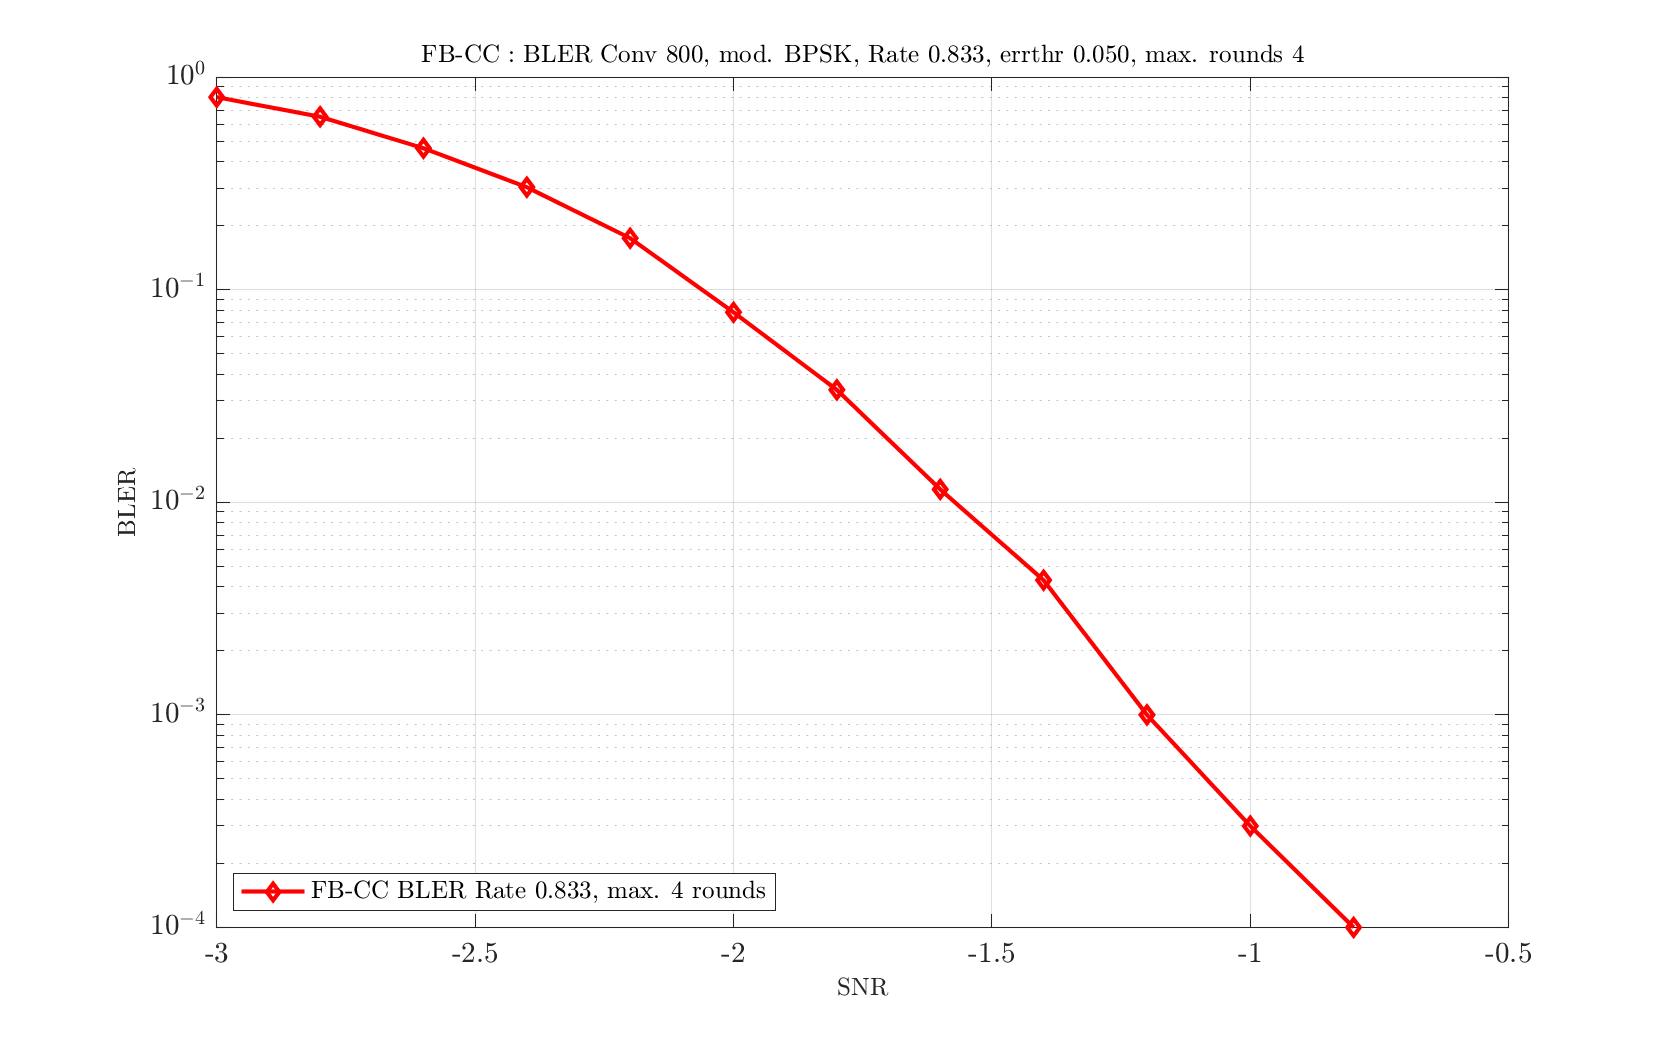 FB-CC : BLER Conv 800, mod. BPSK, Rate 0.833, errthr 0.050, max. rounds 4
10^0
10^−1
10^−2
10^−3
10^−4
BLER
FB-CC BLER Rate 0.833, max. 4 rounds
-3 -2.5 -2 -1.5 -1 -0.5
SNR